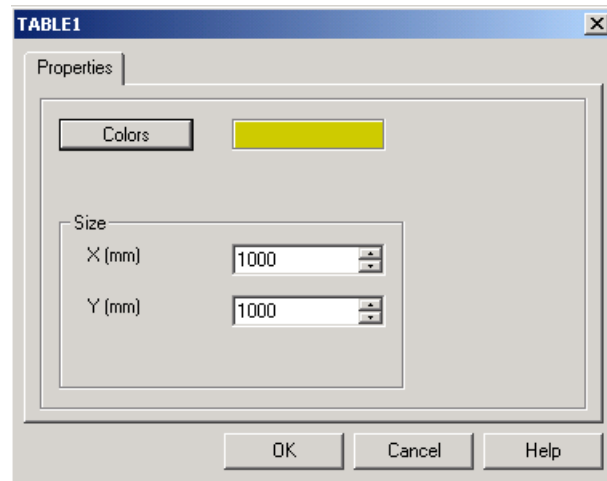 TABLE1
Properties
Colors
Size
X (mm) 1000
Y (mm) 1000
OK Cancel Help